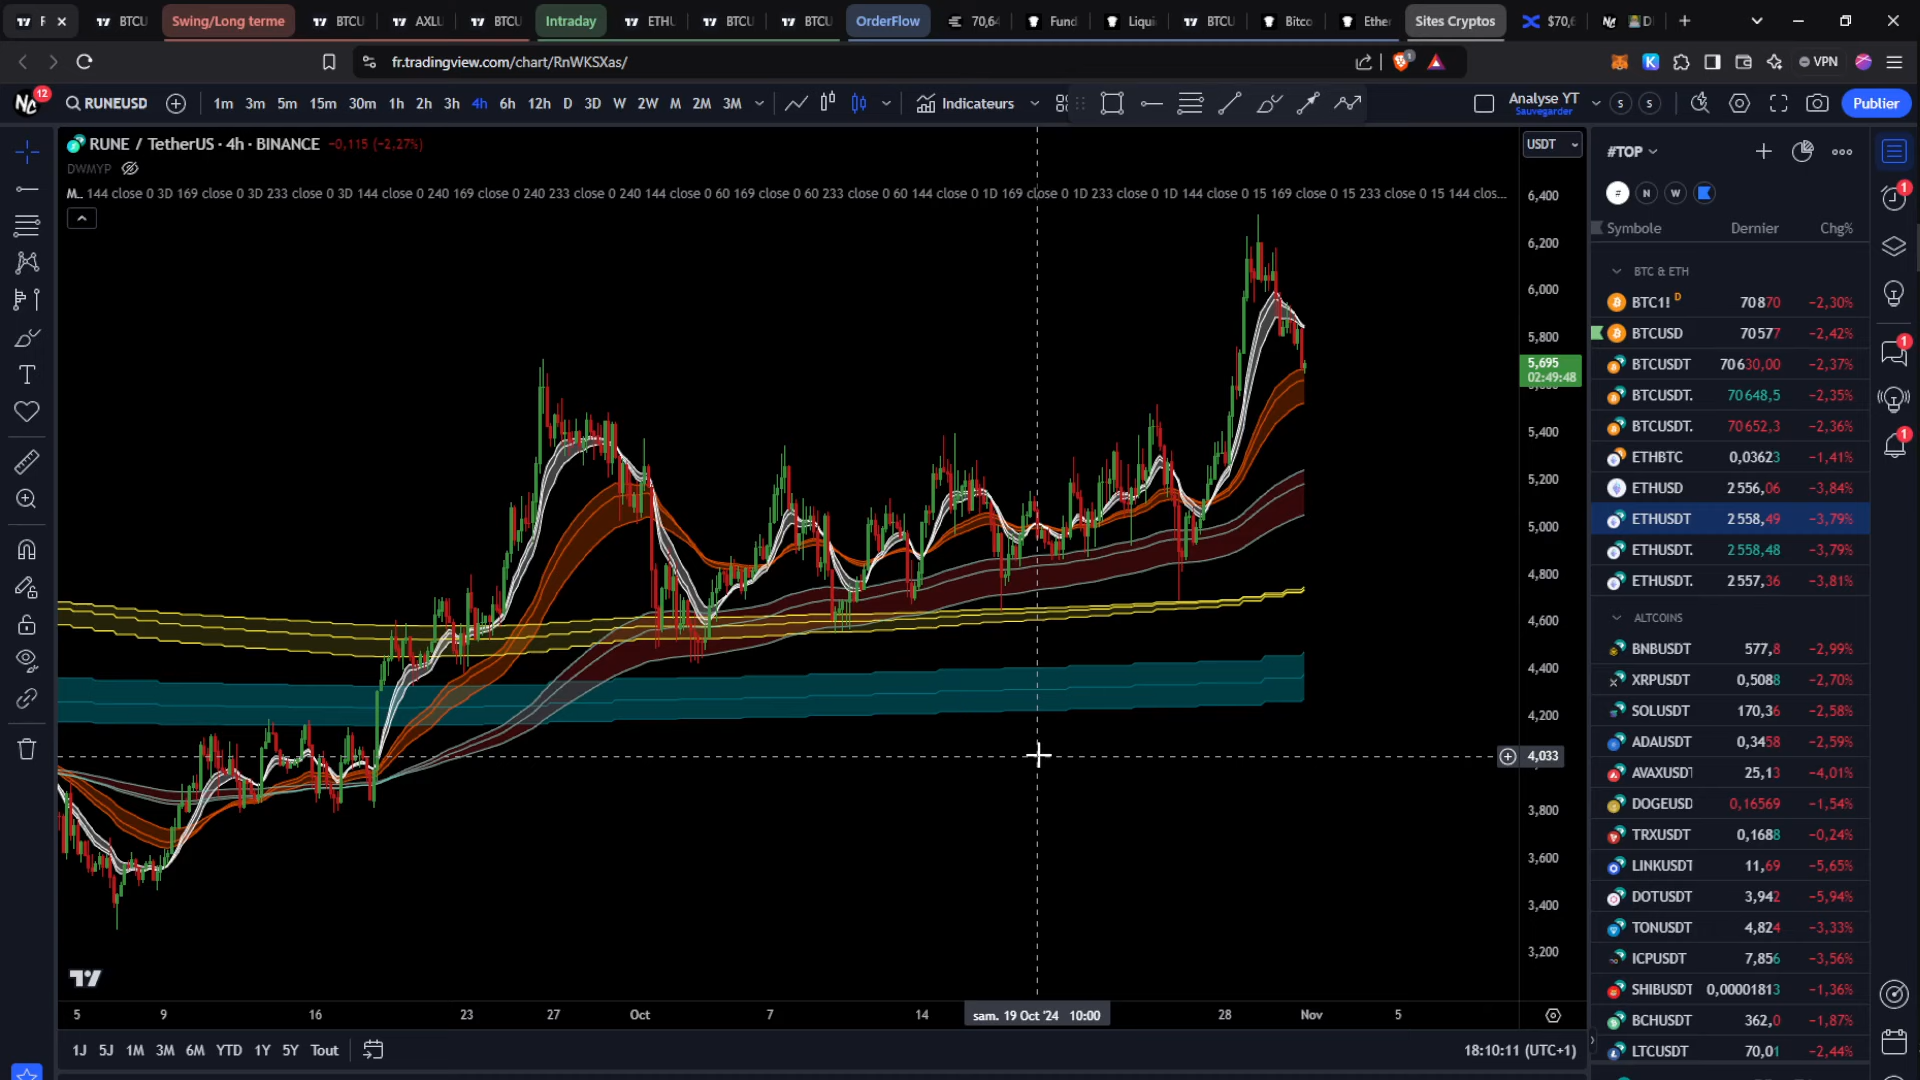 F
BTCU
Swing/Long terme
BTCU
AXLU
BTCU
Intraday
ETHU
BTCU
BTCU
OrderFlow
70,64
Fund
Liqui
BTCU
Bitco
Ether
Sites Cryptos
$70,6
fr.tradingview.com/chart/RnWKSXas/
1
VPN
12
RUNEUSD
1m 3m 5m 15m 30m 1h 2h 3h 4h 6h 12h D 3D W 2W M 2M 3M
Indicateurs
Analyse YT
Sauvegarder
S S
Publier
RUNE / TetherUS · 4h · BINANCE −0,115 (−2,27%)
DWMYP
M... 144 close 0 3D 169 close 0 3D 233 close 0 3D 144 close 0 240 169 close 0 240 233 close 0 240 144 close 0 60 169 close 0 60 233 close 0 60 144 close 0 1D 169 close 0 1D 233 close 0 1D 144 close 0 15 169 close 0 15 233 close 0 15 144 clos...
USDT
6,400
6,200
6,000
5,800
5,695
02:49:48
5,400
5,200
5,000
4,800
4,600
4,400
4,200
4,033
3,800
3,600
3,400
3,200
5 9 16 23 27 Oct 7 14 sam. 19 Oct '24 10:00 28 Nov 5
1J 5J 1M 3M 6M YTD 1Y 5Y Tout
18:10:11 (UTC+1)
#TOP
# N W
Symbole Dernier Chg%
BTC & ETH
BTC1! D 70870 −2,30%
BTCUSD 70577 −2,42%
BTCUSDT 70630,00 −2,37%
BTCUSDT. 70648,5 −2,35%
BTCUSDT. 70652,3 −2,36%
ETHBTC 0,03623 −1,41%
ETHUSD 2556,06 −3,84%
ETHUSDT 2558,49 −3,79%
ETHUSDT. 2558,48 −3,79%
ETHUSDT. 2557,36 −3,81%
ALTCOINS
BNBUSDT 577,8 −2,99%
XRPUSDT 0,5088 −2,70%
SOLUSDT 170,36 −2,58%
ADAUSDT 0,3458 −2,59%
AVAXUSDT 25,13 −4,01%
DOGEUSD 0,16569 −1,54%
TRXUSDT 0,1688 −0,24%
LINKUSDT 11,69 −5,65%
DOTUSDT 3,942 −5,94%
TONUSDT 4,824 −3,33%
ICPUSDT 7,856 −3,56%
SHIBUSDT 0,00001813 −1,36%
BCHUSDT 362,0 −1,87%
LTCUSDT 70,01 −2,44%
1
1
1